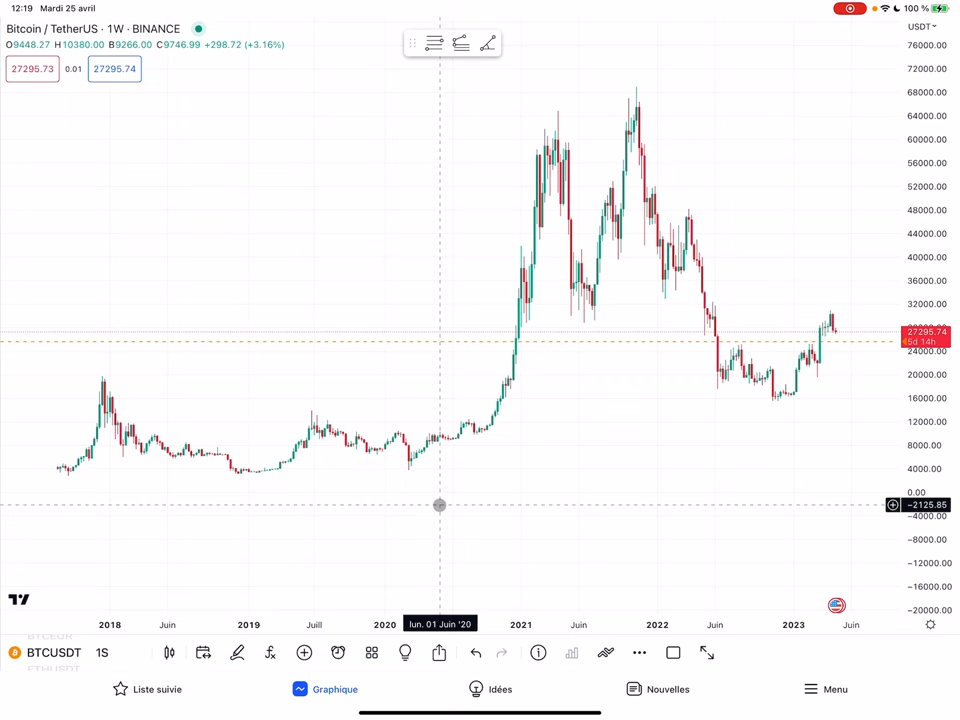 12:19 Mardi 25 avril
100 %
Bitcoin / TetherUS · 1W · BINANCE
O9448.27 H10380.00 B9266.00 C9746.99 +298.72 (+3.16%)
27295.73 0.01 27295.74
USDT
76000.00
72000.00
68000.00
64000.00
60000.00
56000.00
52000.00
48000.00
44000.00
40000.00
36000.00
32000.00
27295.74
5d 14h
24000.00
20000.00
16000.00
12000.00
8000.00
4000.00
0.00
−2125.85
−4000.00
−8000.00
−12000.00
−16000.00
−20000.00
2018 Juin 2019 Juill 2020 lun. 01 Juin '20 2021 Juin 2022 Juin 2023 Juin
BTCEUR
BTCUSDT 1S
ETHUSDT
Liste suivie Graphique Idées Nouvelles Menu